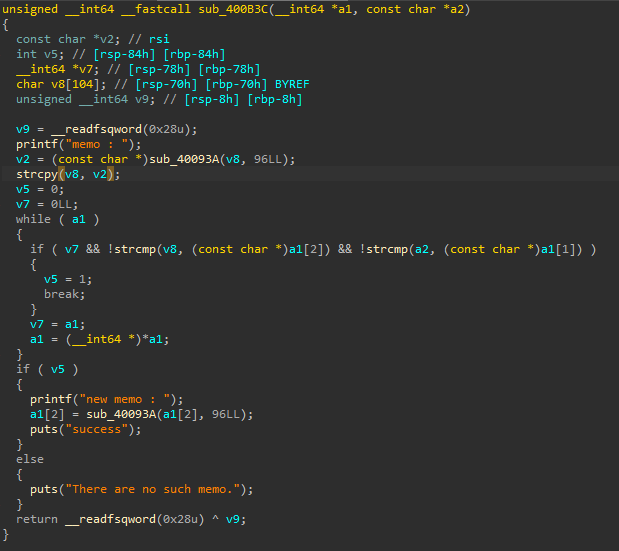 unsigned __int64 __fastcall sub_400B3C(__int64 *a1, const char *a2)
{
  const char *v2; // rsi
  int v5; // [rsp-84h] [rbp-84h]
  __int64 *v7; // [rsp-78h] [rbp-78h]
  char v8[104]; // [rsp-70h] [rbp-70h] BYREF
  unsigned __int64 v9; // [rsp-8h] [rbp-8h]

  v9 = __readfsqword(0x28u);
  printf("memo : ");
  v2 = (const char *)sub_40093A(v8, 96LL);
  strcpy(v8, v2);
  v5 = 0;
  v7 = 0LL;
  while ( a1 )
  {
    if ( v7 && !strcmp(v8, (const char *)a1[2]) && !strcmp(a2, (const char *)a1[1]) )
    {
      v5 = 1;
      break;
    }
    v7 = a1;
    a1 = (__int64 *)*a1;
  }
  if ( v5 )
  {
    printf("new memo : ");
    a1[2] = sub_40093A(a1[2], 96LL);
    puts("success");
  }
  else
  {
    puts("There are no such memo.");
  }
  return __readfsqword(0x28u) ^ v9;
}